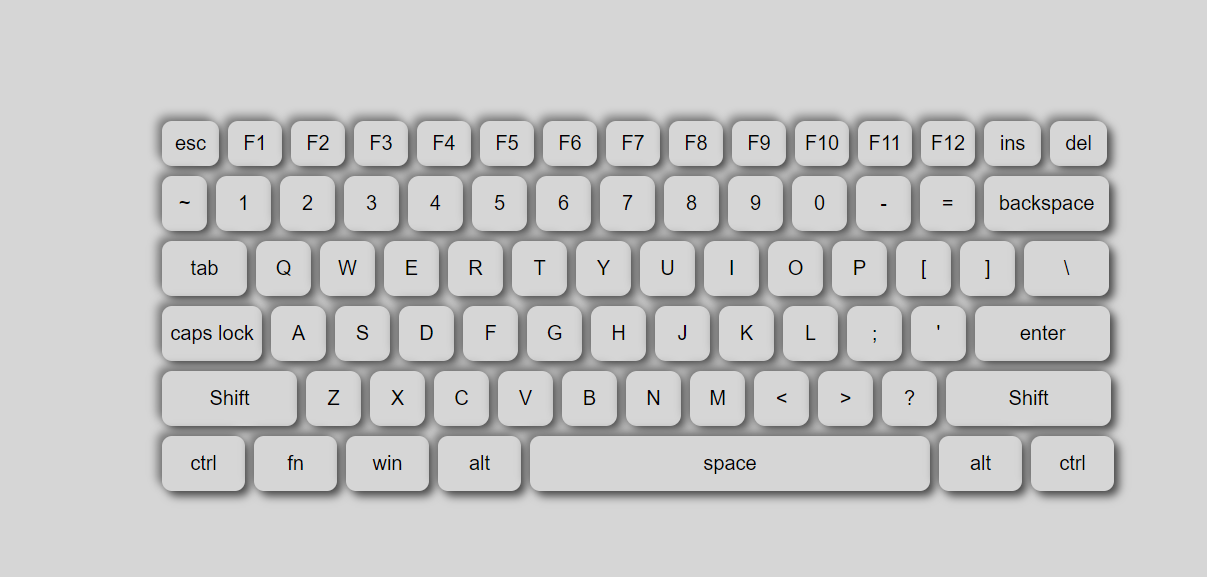 esc F1 F2 F3 F4 F5 F6 F7 F8 F9 F10 F11 F12 ins del
~ 1 2 3 4 5 6 7 8 9 0 - = backspace
tab Q W E R T Y U I O P [ ] \
caps lock A S D F G H J K L ; ' enter
Shift Z X C V B N M < > ? Shift
ctrl fn win alt space alt ctrl